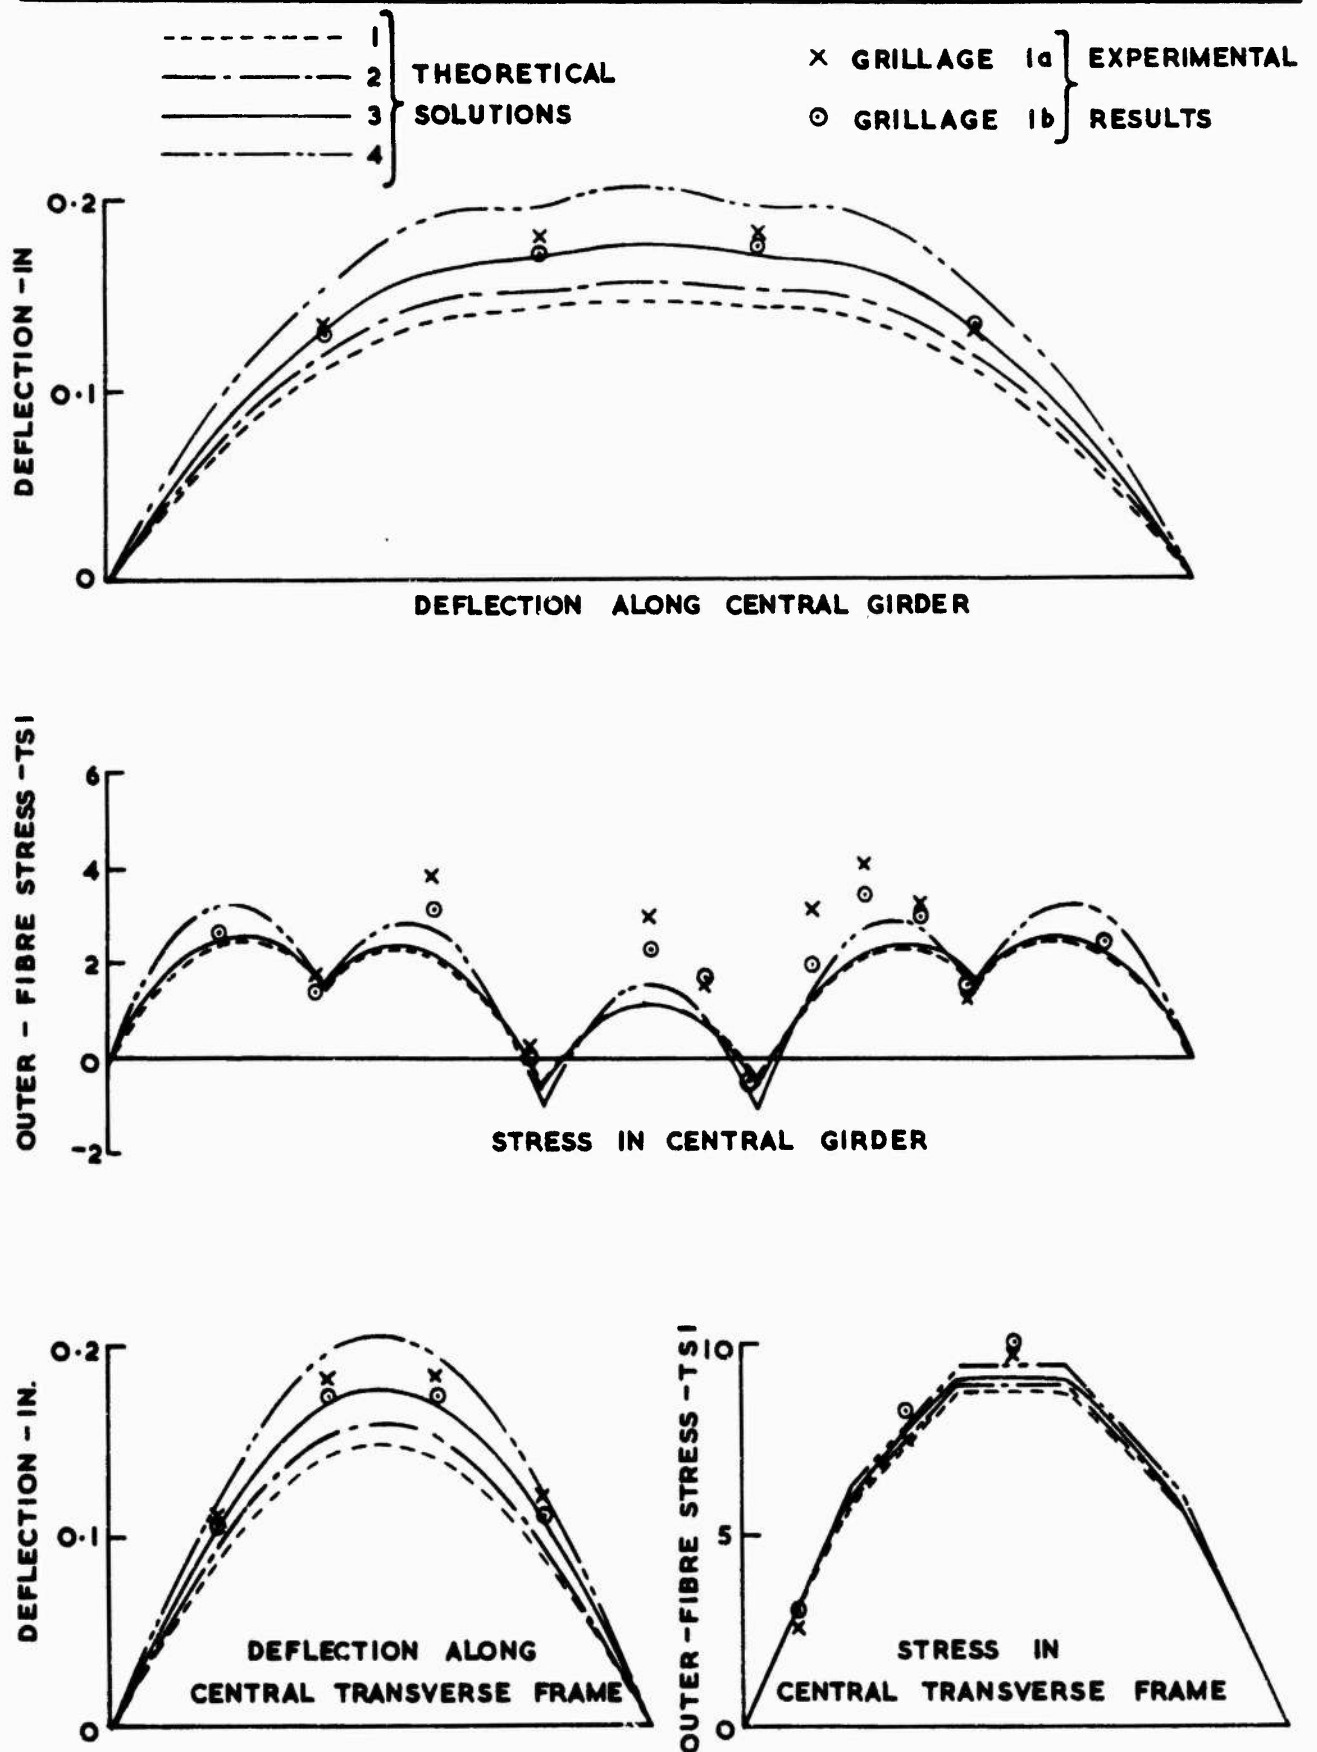 1
2
3
4
THEORETICAL
SOLUTIONS
× GRILLAGE 1a
⊙ GRILLAGE 1b
EXPERIMENTAL
RESULTS
DEFLECTION – IN
0·2
0·1
0
DEFLECTION ALONG CENTRAL GIRDER
OUTER – FIBRE STRESS – TSI
6
4
2
0
-2
STRESS IN CENTRAL GIRDER
DEFLECTION – IN.
0·2
0·1
0
DEFLECTION ALONG
CENTRAL TRANSVERSE FRAME
OUTER – FIBRE STRESS – TSI
10
5
0
STRESS IN
CENTRAL TRANSVERSE FRAME